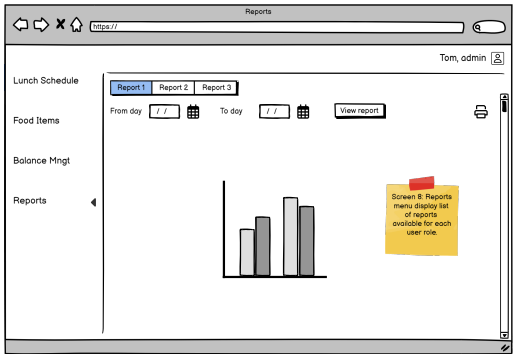 Reports
https://
Tom, admin
Lunch Schedule
Food Items
Balance Mngt
Reports
Report 1 Report 2 Report 3
From day / / To day / / View report
Screen 8: Reports
menu display list
of reports
available for each
user role.